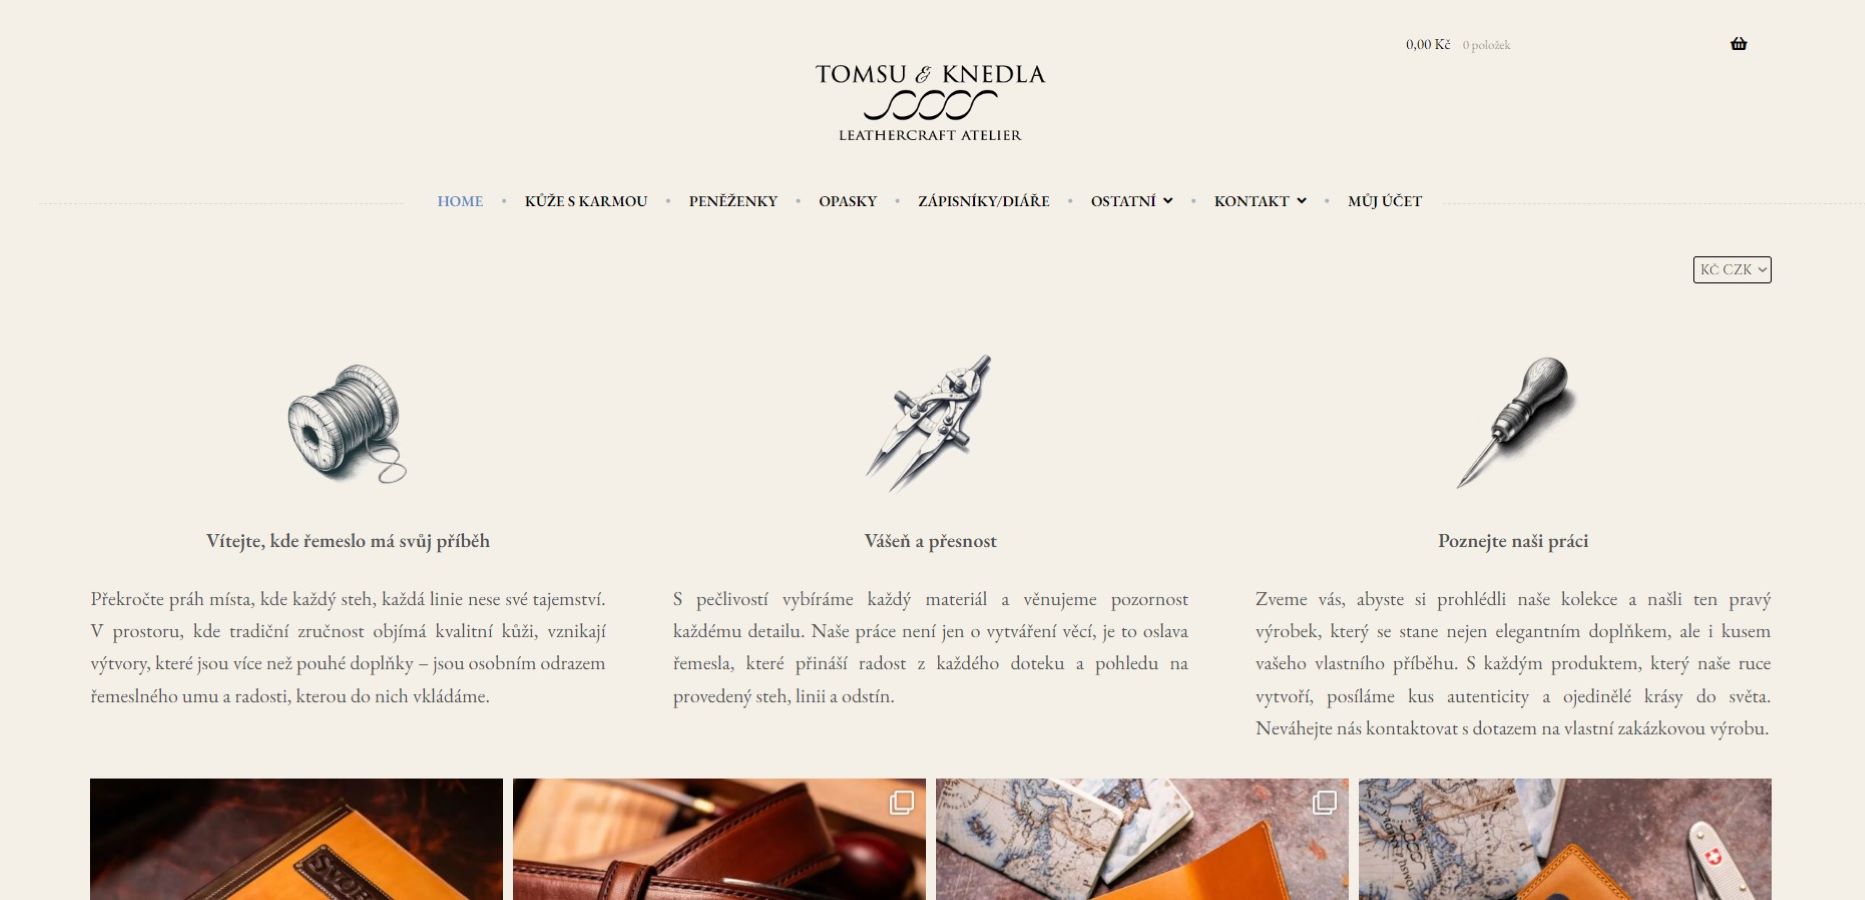 0,00 Kč 0 položek
TOMSU & KNEDLA
LEATHERCRAFT ATELIER
HOME • KŮŽE S KARMOU • PENĚŽENKY • OPASKY • ZÁPISNÍKY/DIÁŘE • OSTATNÍ • KONTAKT • MŮJ ÚČET
KČ CZK
Vítejte, kde řemeslo má svůj příběh
Překročte práh místa, kde každý steh, každá linie nese své tajemství.
V prostoru, kde tradiční zručnost objímá kvalitní kůži, vznikají
výtvory, které jsou více než pouhé doplňky – jsou osobním odrazem
řemeslného umu a radosti, kterou do nich vkládáme.
Vášeň a přesnost
S pečlivostí vybíráme každý materiál a věnujeme pozornost
každému detailu. Naše práce není jen o vytváření věcí, je to oslava
řemesla, které přináší radost z každého doteku a pohledu na
provedený steh, linii a odstín.
Poznejte naši práci
Zveme vás, abyste si prohlédli naše kolekce a našli ten pravý
výrobek, který se stane nejen elegantním doplňkem, ale i kusem
vašeho vlastního příběhu. S každým produktem, který naše ruce
vytvoří, posíláme kus autenticity a ojedinělé krásy do světa.
Neváhejte nás kontaktovat s dotazem na vlastní zakázkovou výrobu.